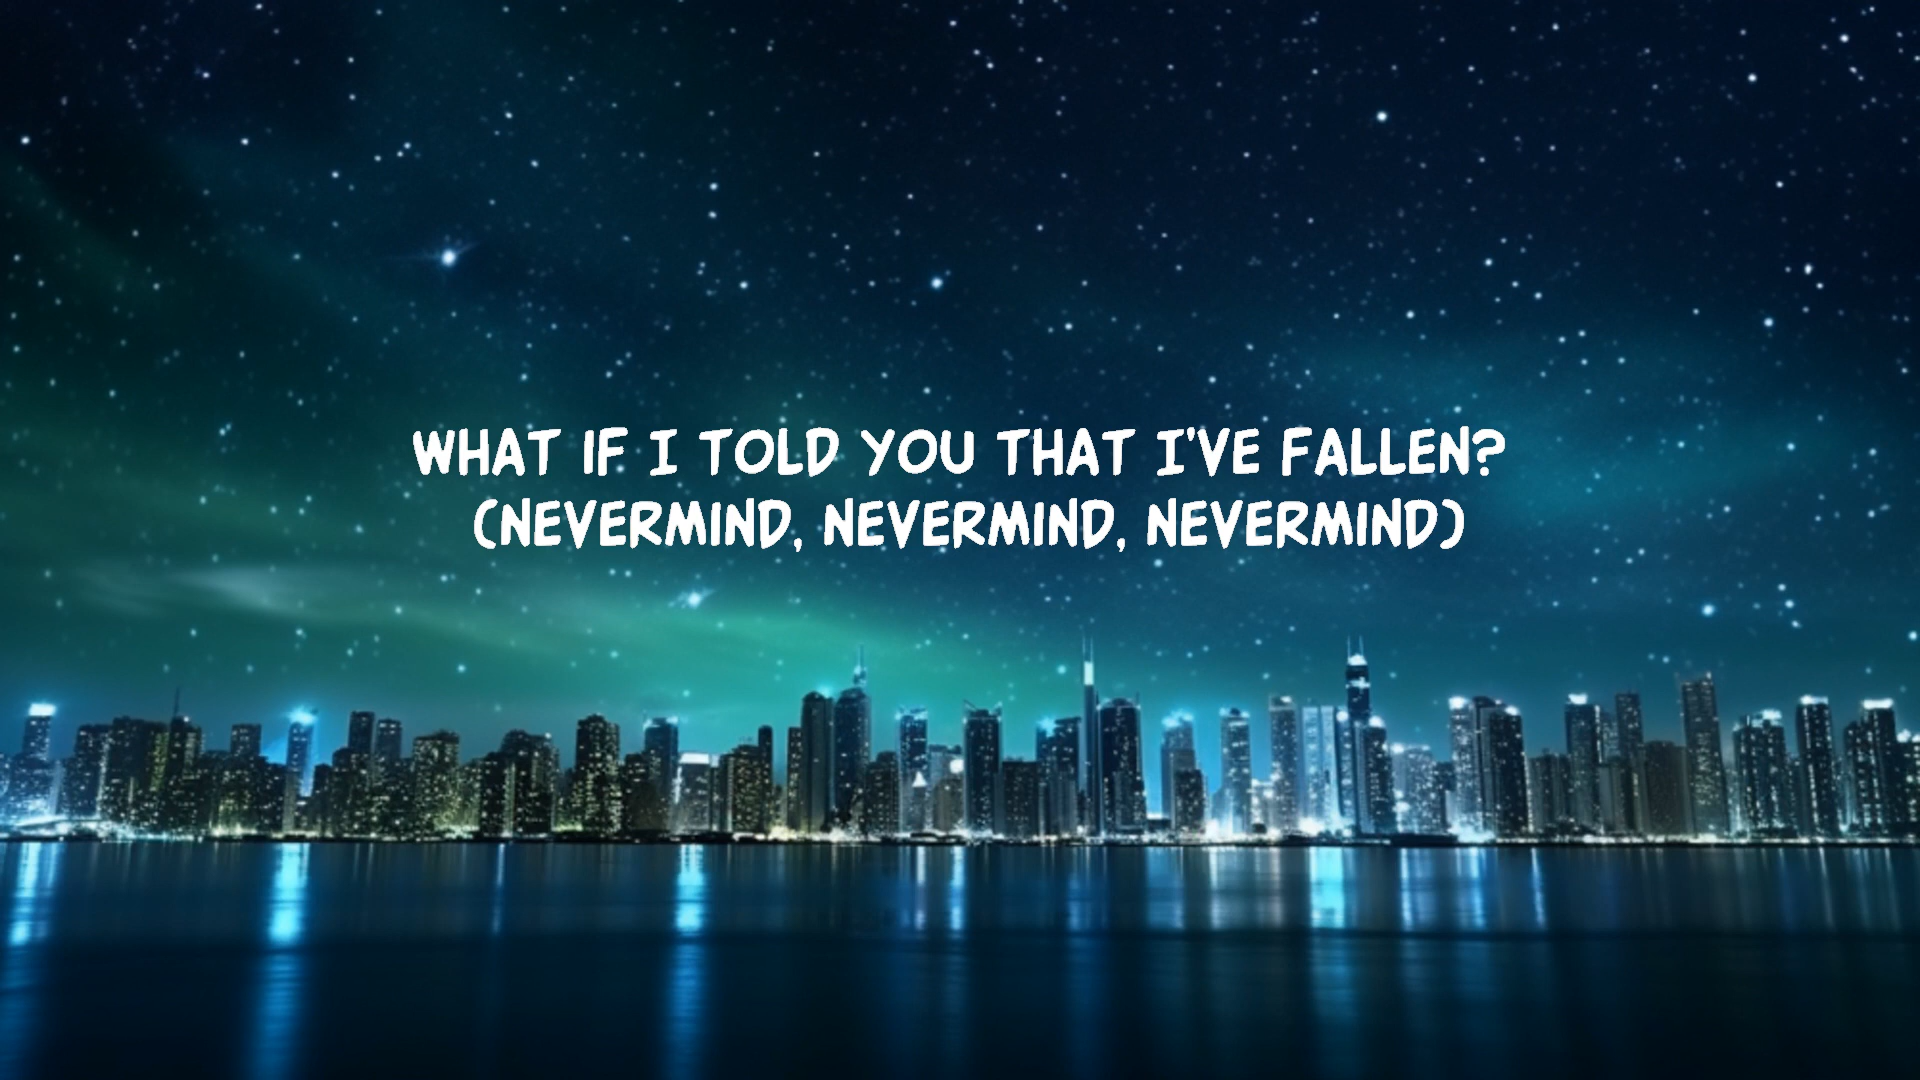 WHAT IF I TOLD YOU THAT I'VE FALLEN?
(NEVERMIND, NEVERMIND, NEVERMIND)